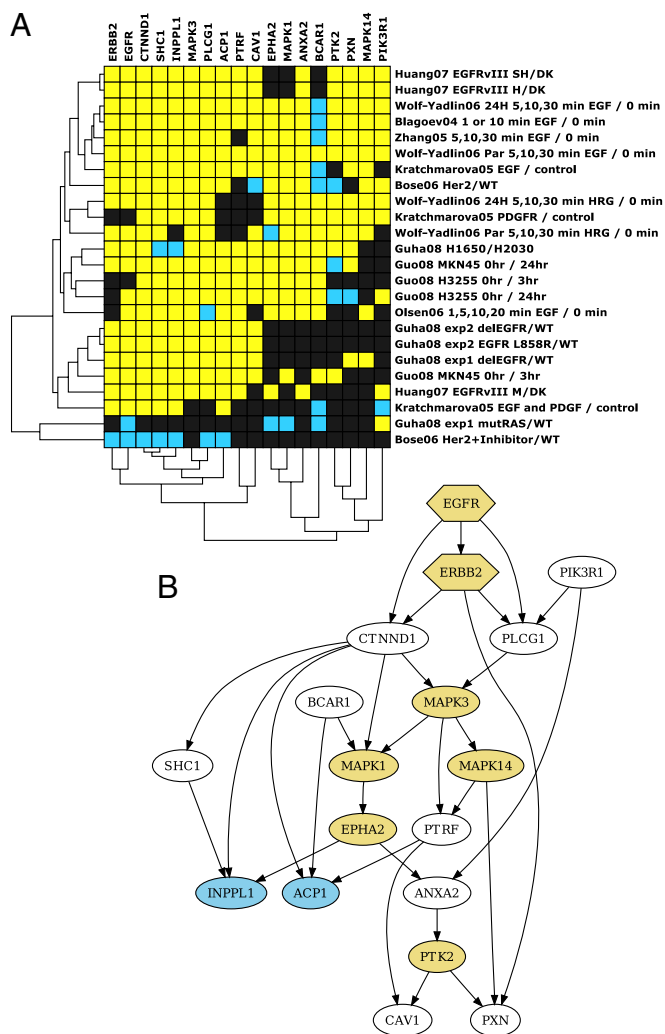 A
ERBB2
EGFR
CTNND1
SHC1
INPPL1
MAPK3
PLCG1
ACP1
PTRF
CAV1
EPHA2
MAPK1
ANXA2
BCAR1
PTK2
PXN
MAPK14
PIK3R1
Huang07 EGFRvIII SH/DK
Huang07 EGFRvIII H/DK
Wolf-Yadlin06 24H 5,10,30 min EGF / 0 min
Blagoev04 1 or 10 min EGF / 0 min
Zhang05 5,10,30 min EGF / 0 min
Wolf-Yadlin06 Par 5,10,30 min EGF / 0 min
Kratchmarova05 EGF / control
Bose06 Her2/WT
Wolf-Yadlin06 24H 5,10,30 min HRG / 0 min
Kratchmarova05 PDGFR / control
Wolf-Yadlin06 Par 5,10,30 min HRG / 0 min
Guha08 H1650/H2030
Guo08 MKN45 0hr / 24hr
Guo08 H3255 0hr / 3hr
Guo08 H3255 0hr / 24hr
Olsen06 1,5,10,20 min EGF / 0 min
Guha08 exp2 delEGFR/WT
Guha08 exp2 EGFR L858R/WT
Guha08 exp1 delEGFR/WT
Guo08 MKN45 0hr / 3hr
Huang07 EGFRvIII M/DK
Kratchmarova05 EGF and PDGF / control
Guha08 exp1 mutRAS/WT
Bose06 Her2+Inhibitor/WT
B
EGFR
ERBB2
PIK3R1
CTNND1
PLCG1
BCAR1
MAPK3
SHC1
MAPK1
MAPK14
EPHA2
PTRF
INPPL1
ACP1
ANXA2
PTK2
CAV1
PXN